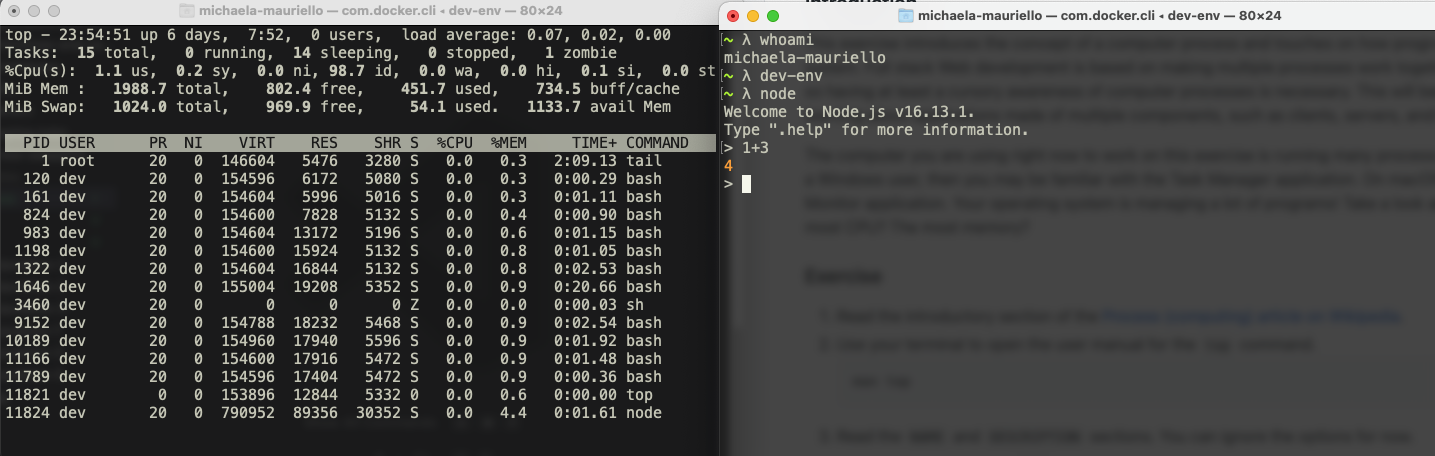 michaela-mauriello — com.docker.cli ◂ dev-env — 80×24
top - 23:54:51 up 6 days,  7:52,  0 users,  load average: 0.07, 0.02, 0.00
Tasks:  15 total,   0 running,  14 sleeping,   0 stopped,   1 zombie
%Cpu(s):  1.1 us,  0.2 sy,  0.0 ni, 98.7 id,  0.0 wa,  0.0 hi,  0.1 si,  0.0 st
MiB Mem :   1988.7 total,    802.4 free,    451.7 used,    734.5 buff/cache
MiB Swap:   1024.0 total,    969.9 free,     54.1 used.   1133.7 avail Mem
PID USER      PR  NI    VIRT    RES    SHR S  %CPU  %MEM     TIME+ COMMAND
1 root      20   0  146604   5476   3280 S   0.0   0.3   2:09.13 tail
120 dev       20   0  154596   6172   5080 S   0.0   0.3   0:00.29 bash
161 dev       20   0  154604   5996   5016 S   0.0   0.3   0:01.11 bash
824 dev       20   0  154600   7828   5132 S   0.0   0.4   0:00.90 bash
983 dev       20   0  154604  13172   5196 S   0.0   0.6   0:01.15 bash
1198 dev       20   0  154600  15924   5132 S   0.0   0.8   0:01.05 bash
1322 dev       20   0  154604  16844   5132 S   0.0   0.8   0:02.53 bash
1646 dev       20   0  155004  19208   5352 S   0.0   0.9   0:20.66 bash
3460 dev       20   0       0      0      0 Z   0.0   0.0   0:00.03 sh
9152 dev       20   0  154788  18232   5468 S   0.0   0.9   0:02.54 bash
10189 dev       20   0  154960  17940   5596 S   0.0   0.9   0:01.92 bash
11166 dev       20   0  154600  17916   5472 S   0.0   0.9   0:01.48 bash
11789 dev       20   0  154596  17404   5472 S   0.0   0.9   0:00.36 bash
11821 dev        0   0  153896  12844   5332 0   0.0   0.6   0:00.00 top
11824 dev       20   0  790952  89356  30352 S   0.0   4.4   0:01.61 node
michaela-mauriello — com.docker.cli ◂ dev-env — 80×24
~ λ whoami
michaela-mauriello
~ λ dev-env
~ λ node
Welcome to Node.js v16.13.1.
Type ".help" for more information.
> 1+3
4
>
Exercise